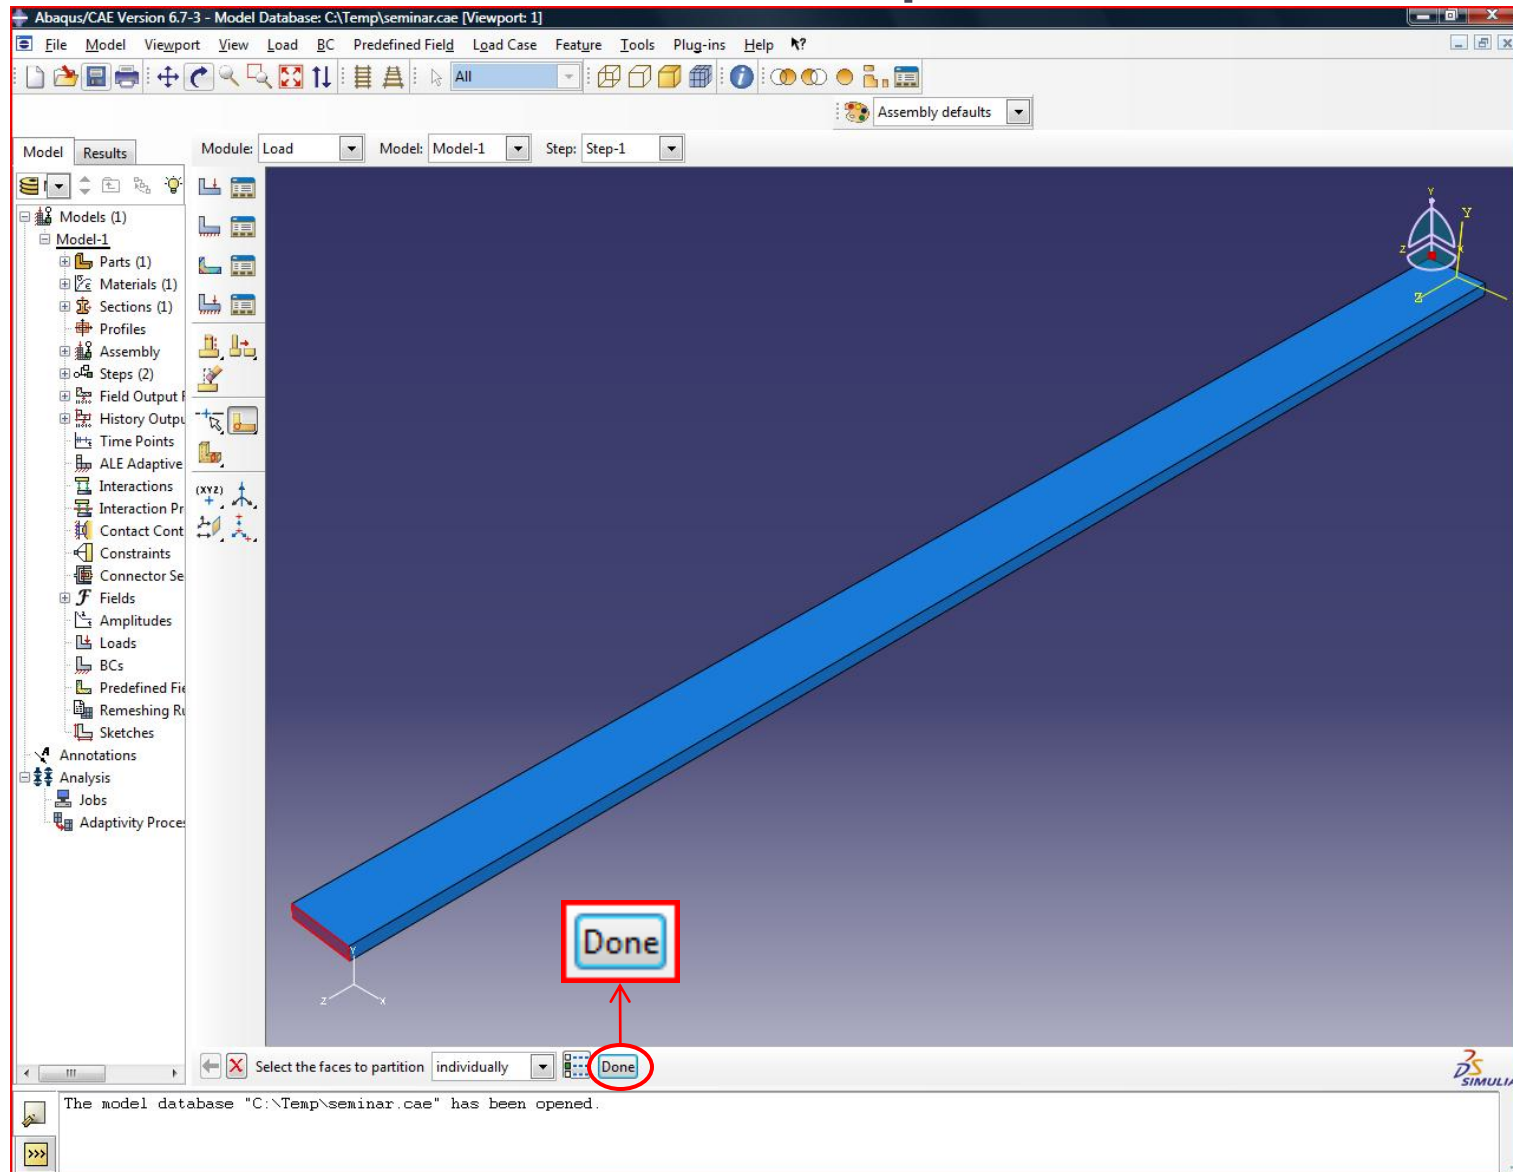 Abaqus/CAE Version 6.7-3 - Model Database: C:\Temp\seminar.cae [Viewport: 1]
File Model Viewport View Load BC Predefined Field Load Case Feature Tools Plug-ins Help ?
All
Assembly defaults
Model Results
Module: Load Model: Model-1 Step: Step-1
Models (1)
Model-1
Parts (1)
Materials (1)
Sections (1)
Profiles
Assembly
Steps (2)
Field Output F
History Outpu
Time Points
ALE Adaptive
Interactions
Interaction Pr
Contact Cont
Constraints
Connector Se
Fields
Amplitudes
Loads
BCs
Predefined Fie
Remeshing Ru
Sketches
Annotations
Analysis
Jobs
Adaptivity Proces
(XYZ)
Y
Y
Z
X
Z
Y
Z
X
Done
Select the faces to partition individually Done
SIMULIA
The model database "C:\Temp\seminar.cae" has been opened.
>>>